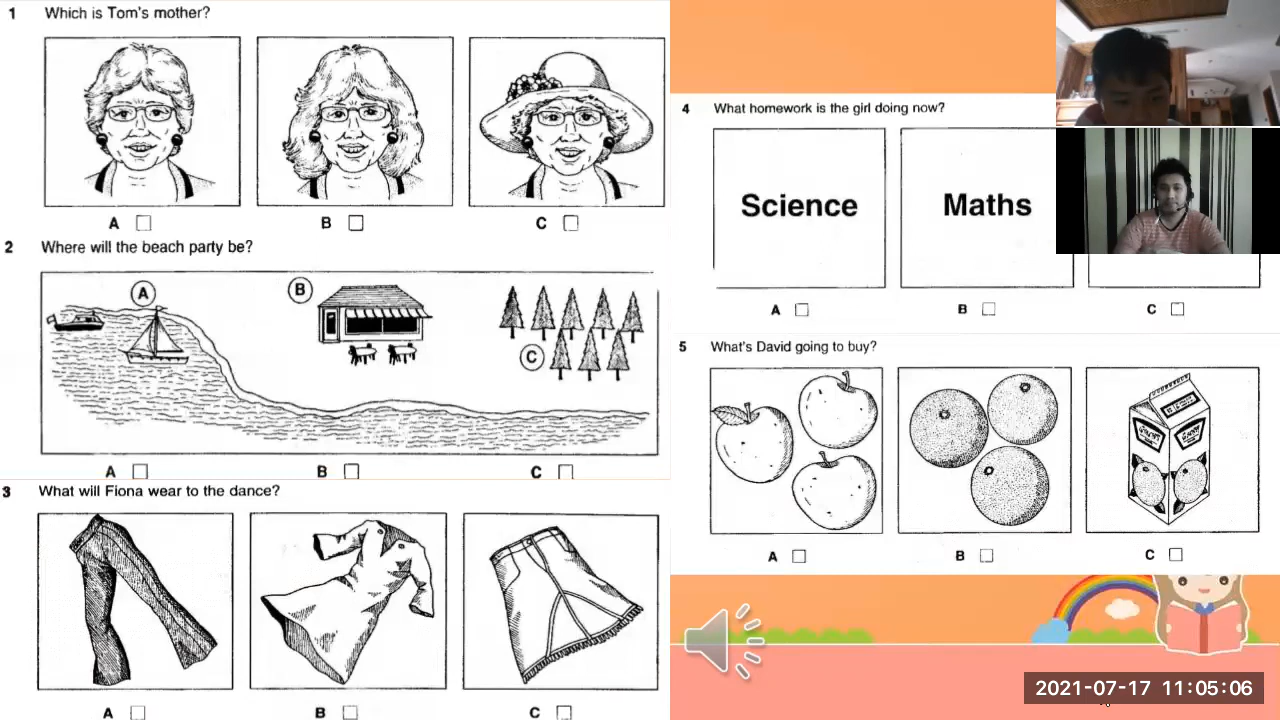 1 Which is Tom's mother?
A B C
2 Where will the beach party be?
A
B
C
A B C
3 What will Fiona wear to the dance?
A B C
4 What homework is the girl doing now?
Science Maths
A B C
5 What's David going to buy?
A B C
2021-07-17 11:05:06